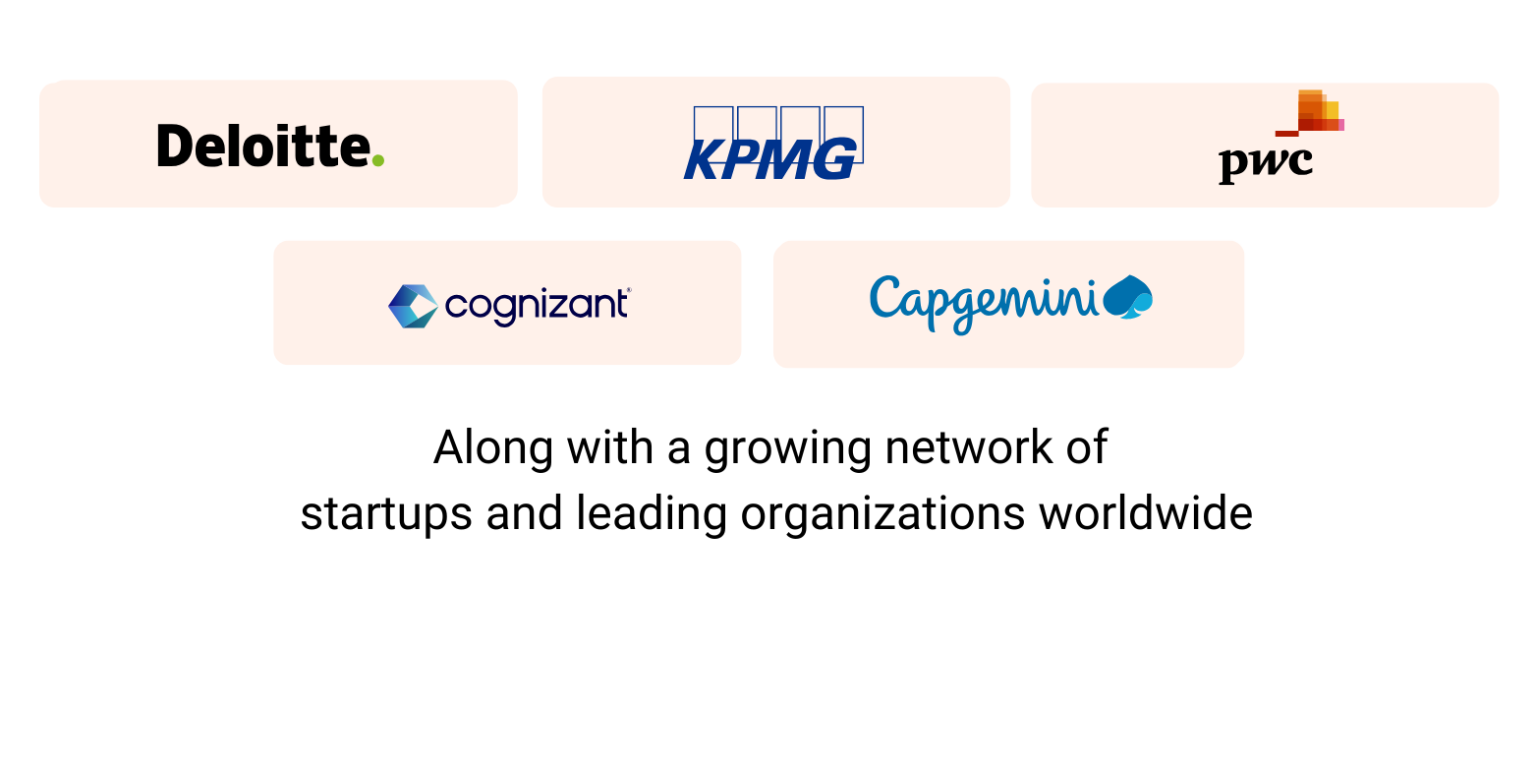 Deloitte.
KPMG
pwc
cognizant®
Capgemini
Along with a growing network of
startups and leading organizations worldwide